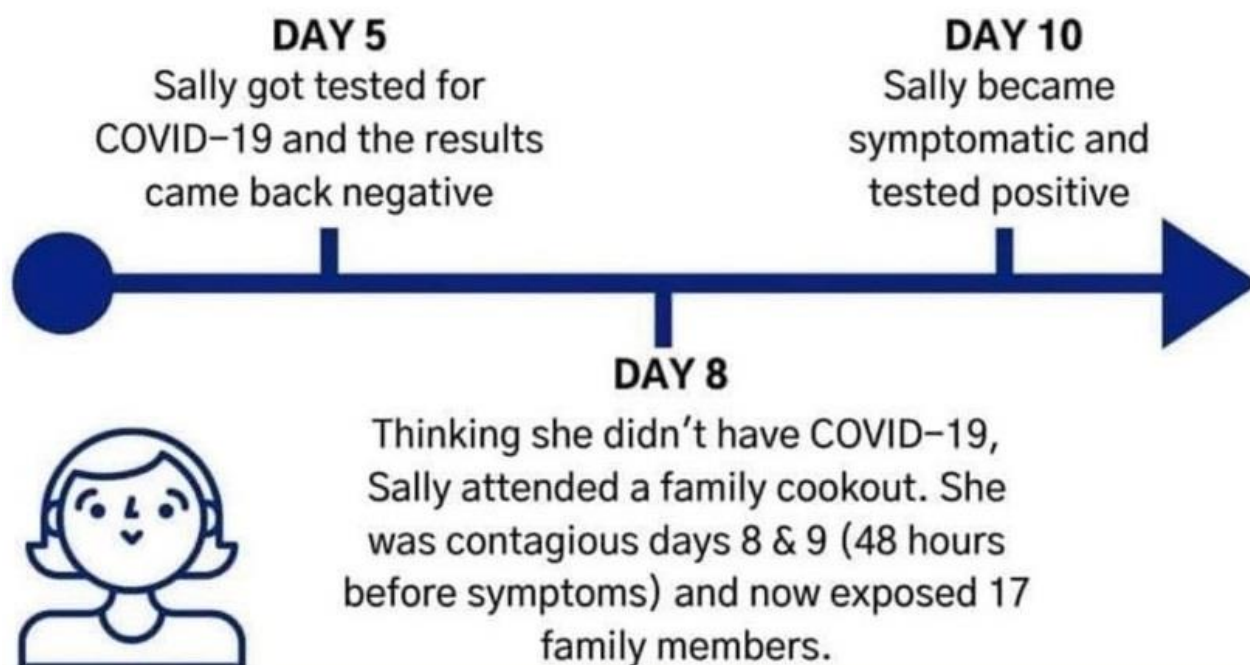 DAY 5
Sally got tested for
COVID-19 and the results
came back negative
DAY 10
Sally became
symptomatic and
tested positive
DAY 8
Thinking she didn't have COVID-19,
Sally attended a family cookout. She
was contagious days 8 & 9 (48 hours
before symptoms) and now exposed 17
family members.